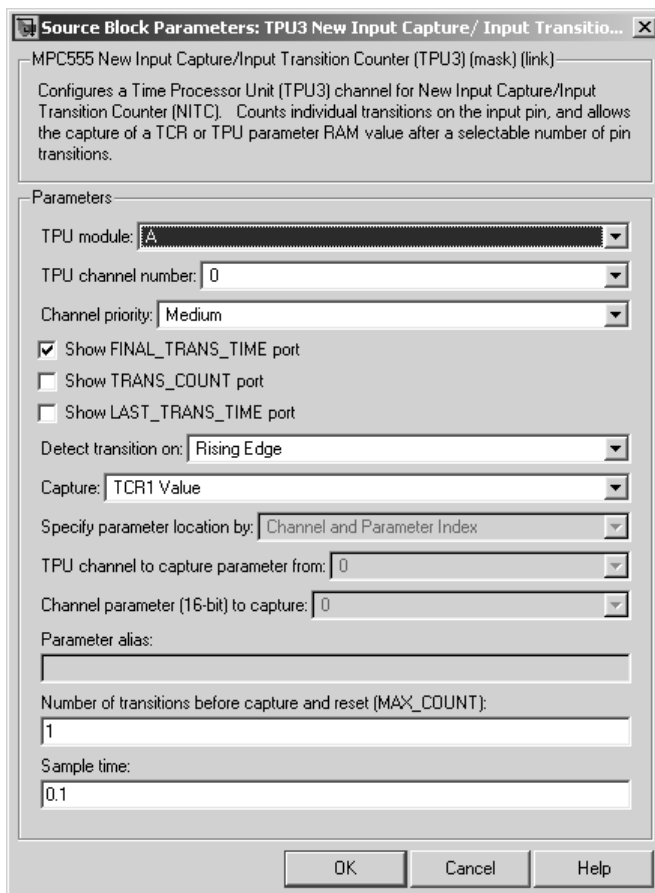 Source Block Parameters: TPU3 New Input Capture/ Input Transitio...
MPC555 New Input Capture/Input Transition Counter (TPU3) (mask) (link)
Configures a Time Processor Unit (TPU3) channel for New Input Capture/Input
Transition Counter (NITC).   Counts individual transitions on the input pin, and allows
the capture of a TCR or TPU parameter RAM value after a selectable number of pin
transitions.
Parameters
TPU module: A
TPU channel number: 0
Channel priority: Medium
Show FINAL_TRANS_TIME port
Show TRANS_COUNT port
Show LAST_TRANS_TIME port
Detect transition on: Rising Edge
Capture: TCR1 Value
Specify parameter location by: Channel and Parameter Index
TPU channel to capture parameter from: 0
Channel parameter (16-bit) to capture: 0
Parameter alias:
Number of transitions before capture and reset (MAX_COUNT):
1
Sample time:
0.1
OK Cancel Help